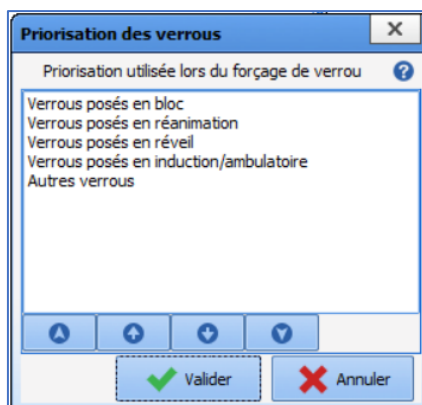 Priorisation des verrous
Priorisation utilisée lors du forçage de verrou
Verrous posés en bloc
Verrous posés en réanimation
Verrous posés en réveil
Verrous posés en induction/ambulatoire
Autres verrous
Valider
Annuler